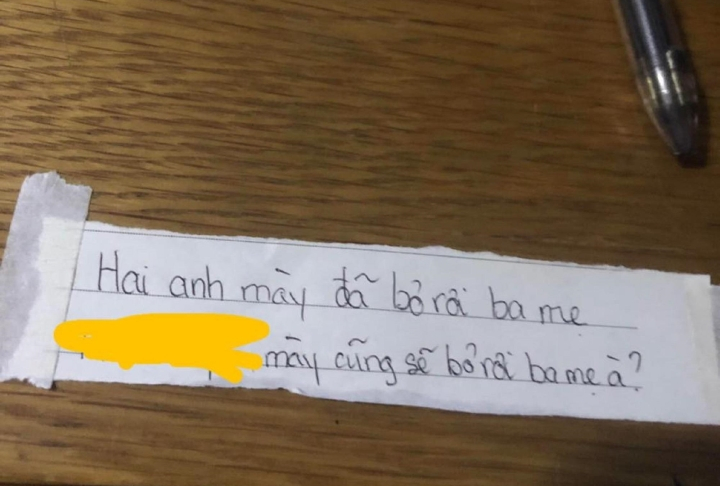 Hai anh mày đã bỏ rơi ba mẹ
mày cũng sẽ bỏ rơi ba mẹ à?